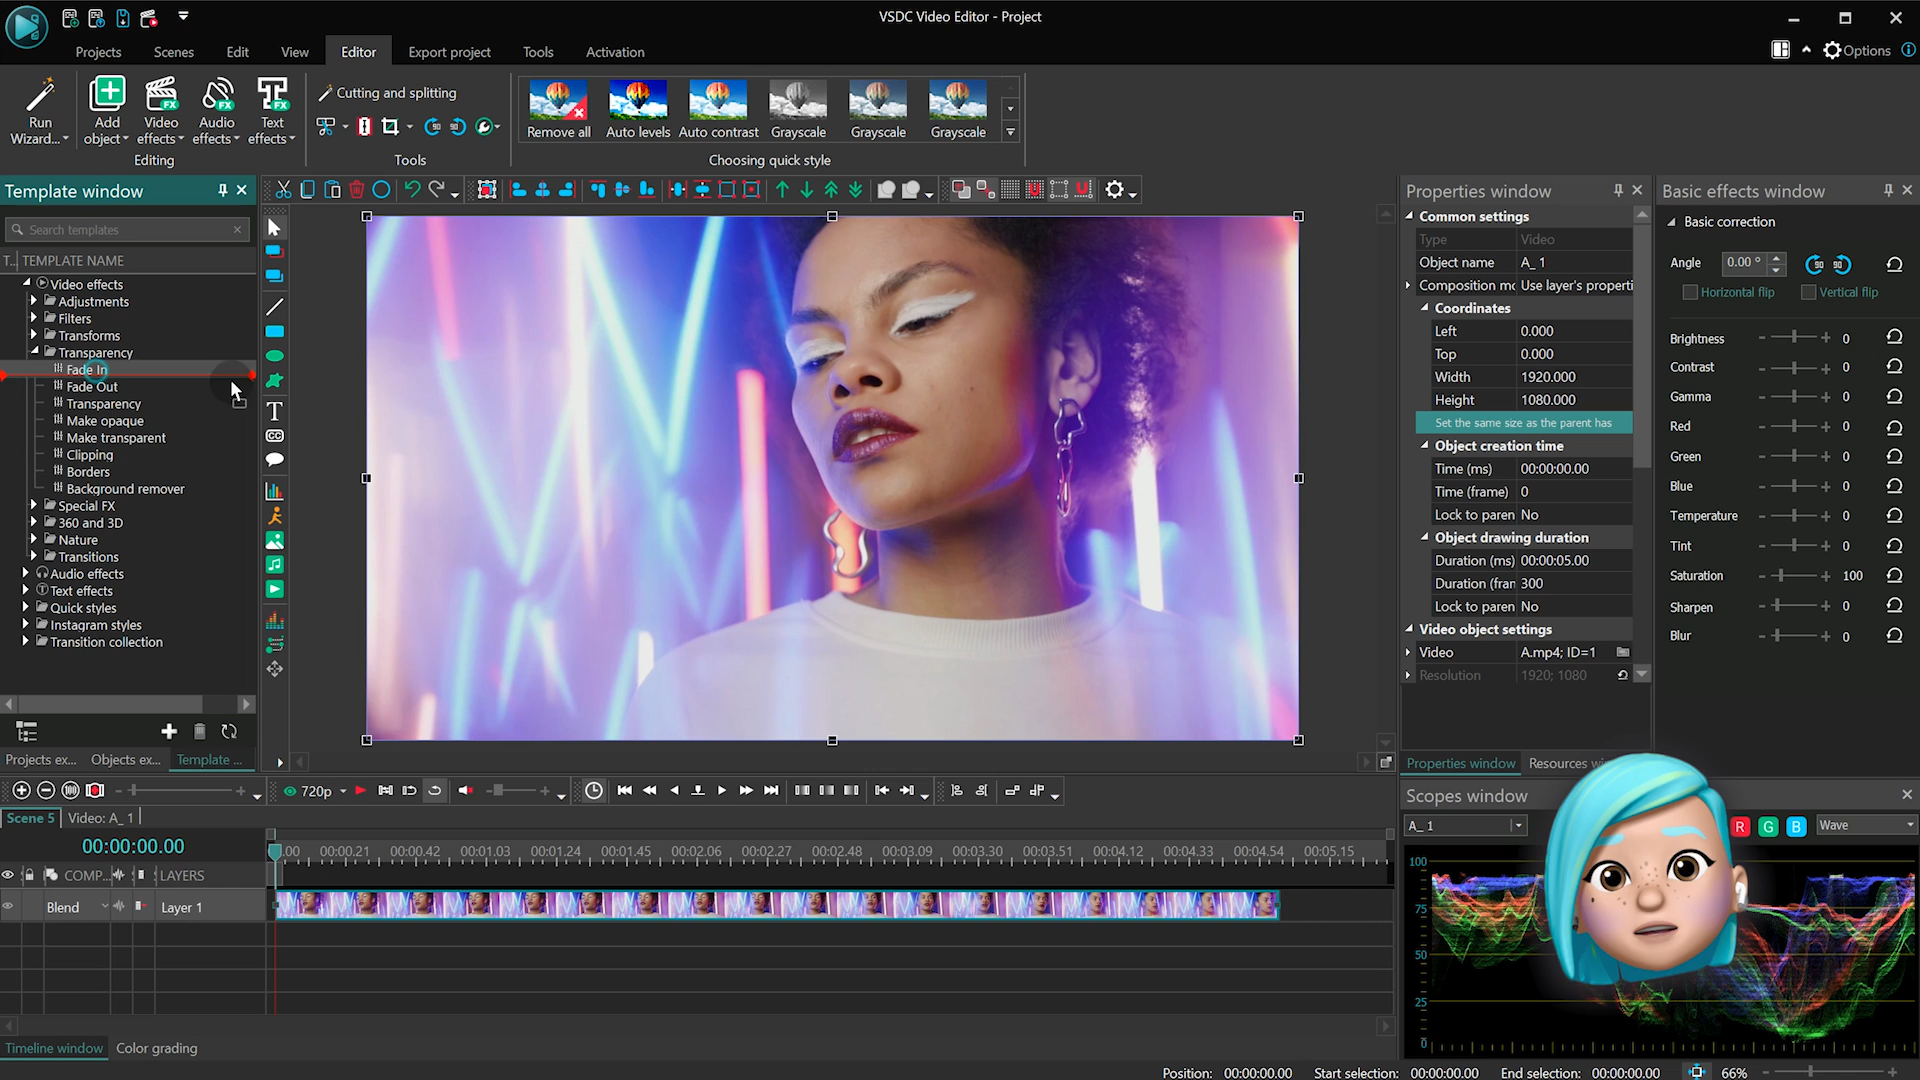 VSDC Video Editor - Project
Projects Scenes Edit View Editor Export project Tools Activation
Options
Run Wizard...
Add object
Video effects
Audio effects
Text effects
Editing
Cutting and splitting
Tools
Remove all
Auto levels
Auto contrast
Grayscale
Grayscale
Grayscale
Choosing quick style
Template window
Search templates
T... TEMPLATE NAME
Video effects
Adjustments
Filters
Transforms
Transparency
Fade In
Fade Out
Transparency
Make opaque
Make transparent
Clipping
Borders
Background remover
Special FX
360 and 3D
Nature
Transitions
Audio effects
Text effects
Quick styles
Instagram styles
Transition collection
Projects ex... Objects ex... Template ...
Properties window
Common settings
Type Video
Object name A_ 1
Composition mo Use layer's properti
Coordinates
Left 0.000
Top 0.000
Width 1920.000
Height 1080.000
Set the same size as the parent has
Object creation time
Time (ms) 00:00:00.00
Time (frame) 0
Lock to paren No
Object drawing duration
Duration (ms) 00:00:05.00
Duration (fran 300
Lock to paren No
Video object settings
Video A.mp4; ID=1
Resolution 1920; 1080
Properties window Resources wi
Basic effects window
Basic correction
Angle 0.00 ° 90 90
Horizontal flip Vertical flip
Brightness 0
Contrast 0
Gamma 0
Red 0
Green 0
Blue 0
Temperature 0
Tint 0
Saturation 100
Sharpen 0
Blur 0
720p
Scene 5 Video: A_ 1
00:00:00.00
.00 00:00.21 00:00.42 00:01.03 00:01.24 00:01.45 00:02.06 00:02.27 00:02.48 00:03.09 00:03.30 00:03.51 00:04.12 00:04.33 00:04.54 00:05.15
COMP... LAYERS
Blend Layer 1
Timeline window Color grading
Scopes window
A_ 1 R G B Wave
100
75
50
25
0
Position: 00:00:00.00 Start selection: 00:00:00.00 End selection: 00:00:00.00 66%